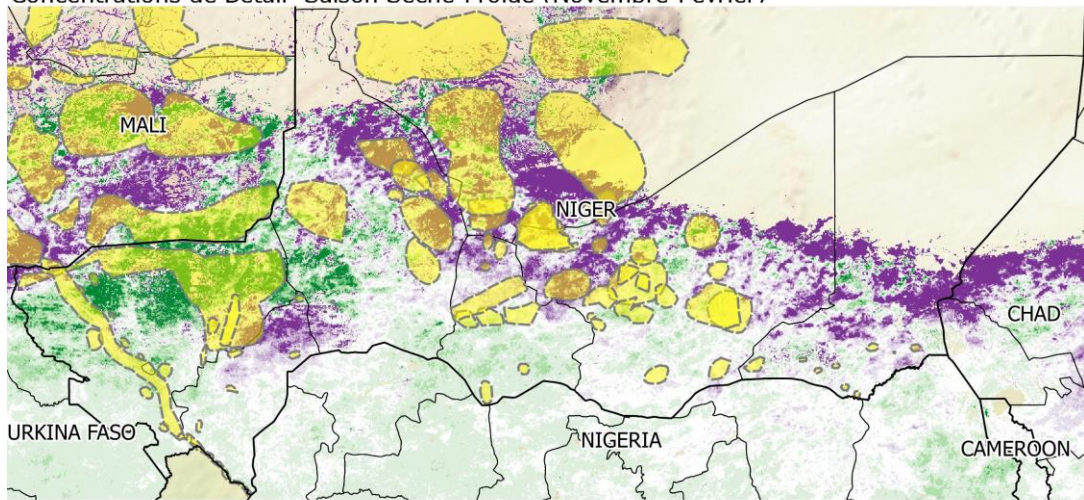 Concentrations de Bétail -Saison Sèche Froide (Novembre-Février)
MALI
NIGER
CHAD
URKINA FASO
NIGERIA
CAMEROON